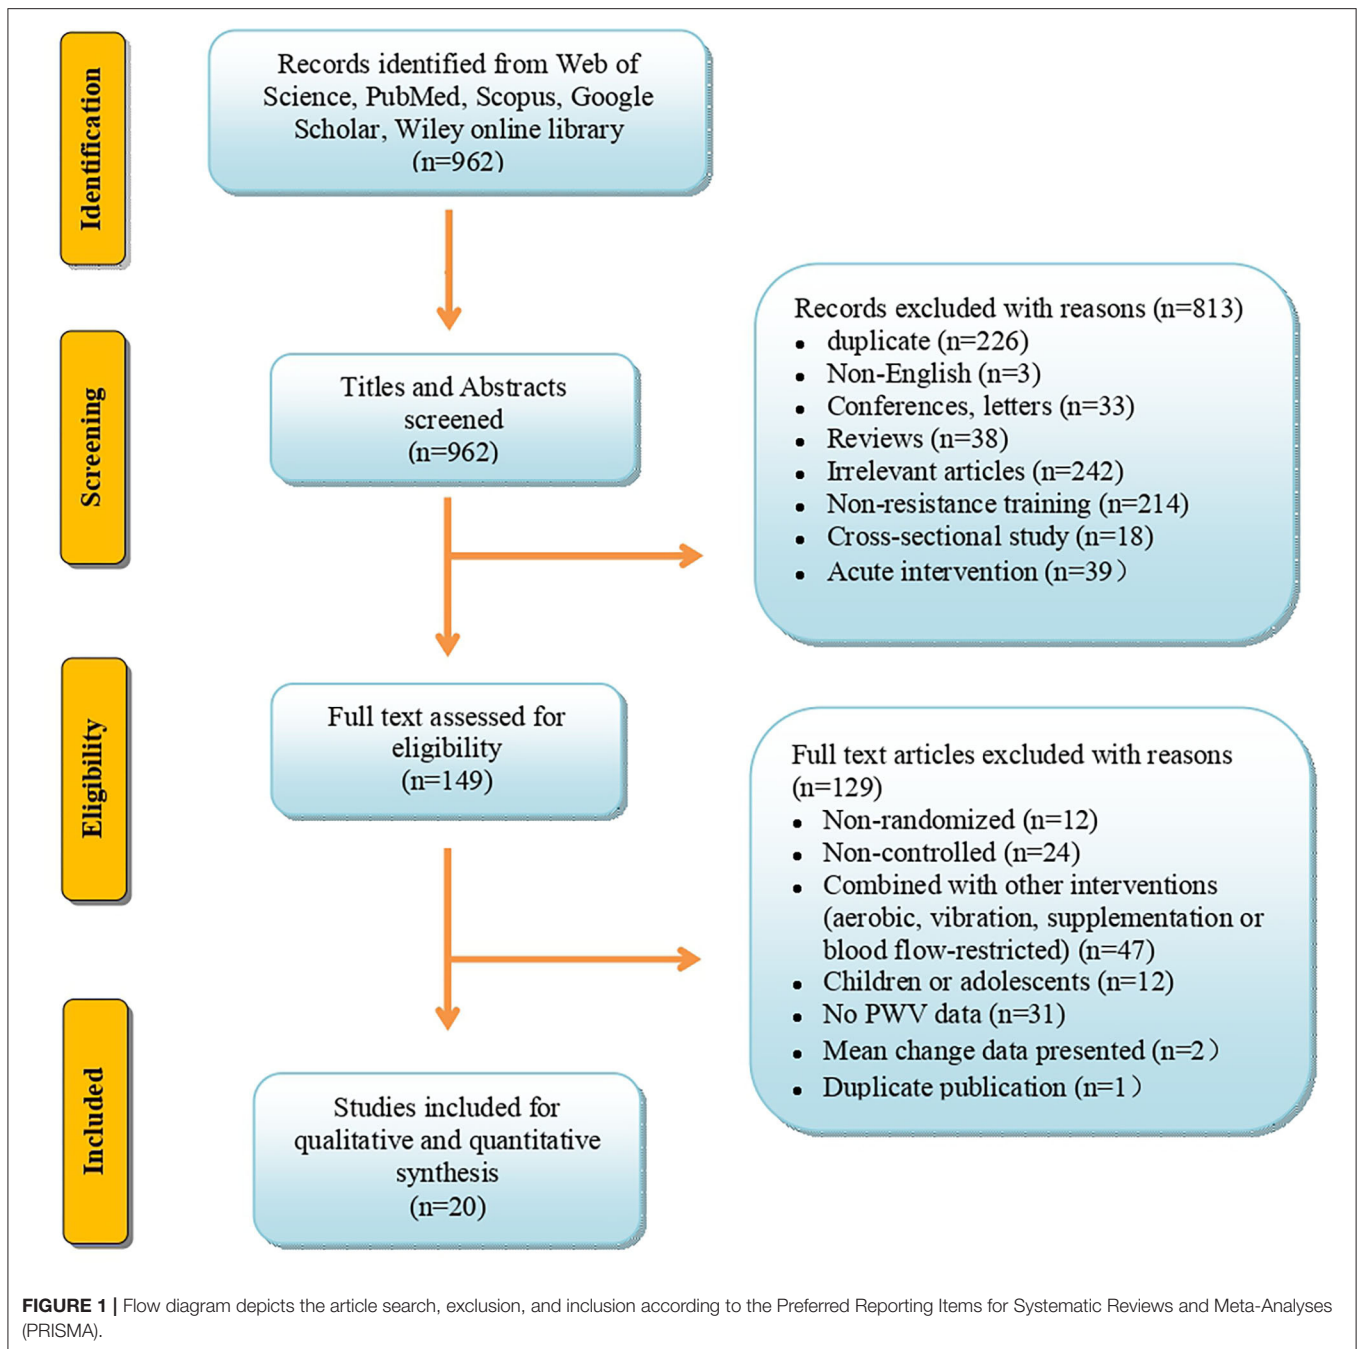 Identification
Records identified from Web of
Science, PubMed, Scopus, Google
Scholar, Wiley online library
(n=962)
Screening
Titles and Abstracts
screened
(n=962)
Records excluded with reasons (n=813)
• duplicate (n=226)
• Non-English (n=3)
• Conferences, letters (n=33)
• Reviews (n=38)
• Irrelevant articles (n=242)
• Non-resistance training (n=214)
• Cross-sectional study (n=18)
• Acute intervention (n=39）
Eligibility
Full text assessed for
eligibility
(n=149)
Full text articles excluded with reasons
(n=129)
• Non-randomized (n=12)
• Non-controlled (n=24)
• Combined with other interventions
(aerobic, vibration, supplementation or
blood flow-restricted) (n=47)
• Children or adolescents (n=12)
• No PWV data (n=31)
• Mean change data presented (n=2）
• Duplicate publication (n=1）
Included
Studies included for
qualitative and quantitative
synthesis
(n=20)
FIGURE 1 | Flow diagram depicts the article search, exclusion, and inclusion according to the Preferred Reporting Items for Systematic Reviews and Meta-Analyses
(PRISMA).